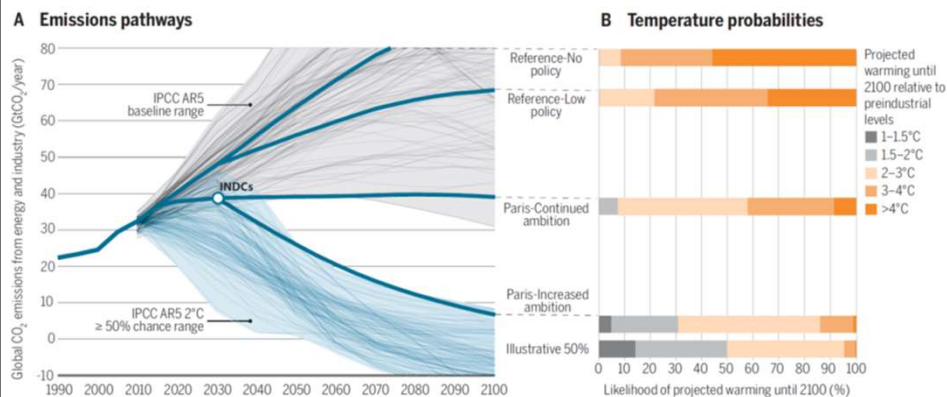 A Emissions pathways
Global CO₂ emissions from energy and industry (GtCO₂/year)
80
70
60
50
40
30
20
10
0
-10
IPCC AR5
baseline range
INDCs
IPCC AR5 2°C
≥ 50% chance range
1990 2000 2010 2020 2030 2040 2050 2060 2070 2080 2090 2100
Reference-No
policy
Reference-Low
policy
Paris-Continued
ambition
Paris-Increased
ambition
Illustrative 50%
B Temperature probabilities
0 10 20 30 40 50 60 70 80 90 100
Likelihood of projected warming until 2100 (%)
Projected
warming until
2100 relative to
preindustrial
levels
1–1.5°C
1.5–2°C
2–3°C
3–4°C
>4°C